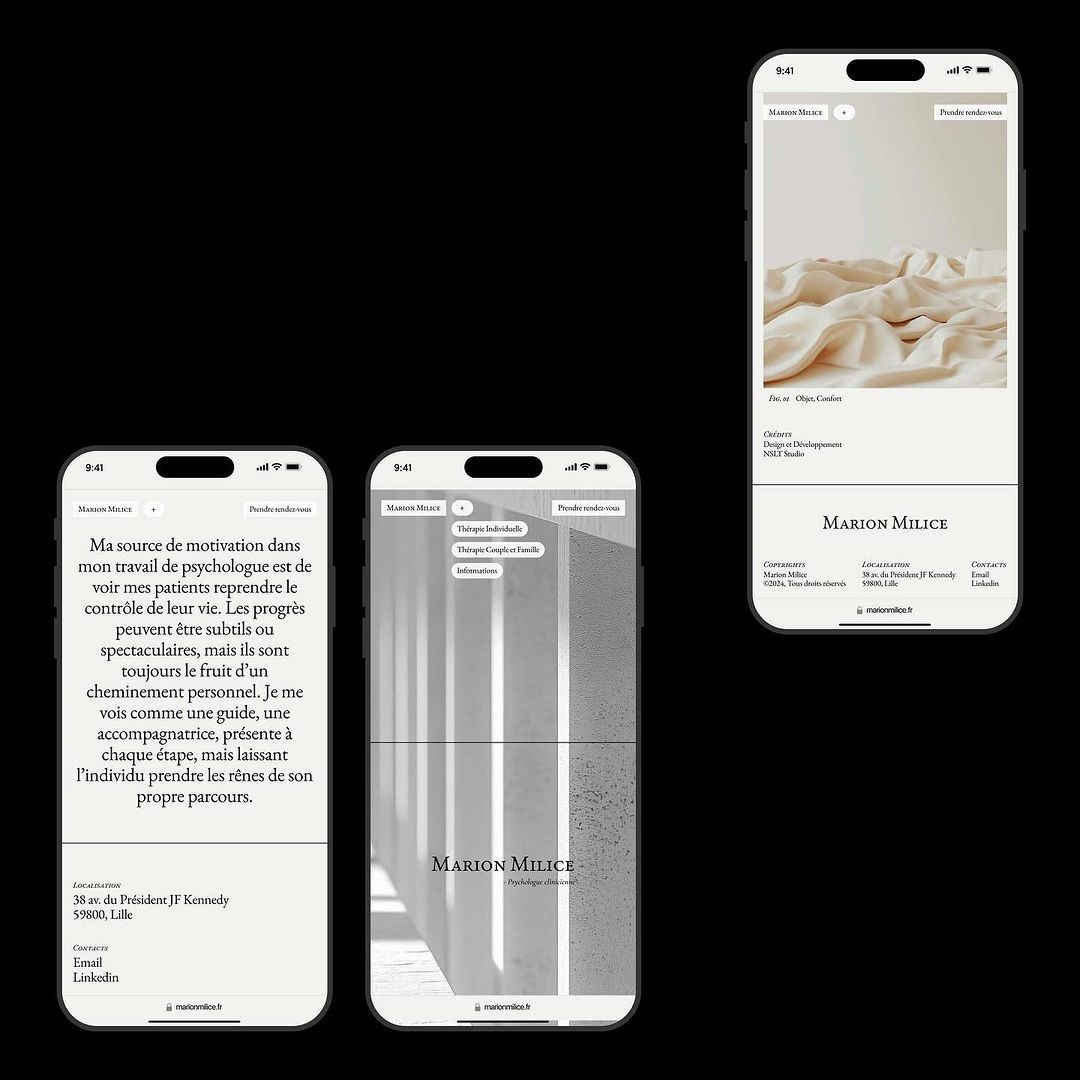 9:41
MARION MILICE
+
Prendre rendez-vous
Ma source de motivation dans
mon travail de psychologue est de
voir mes patients reprendre le
contrôle de leur vie. Les progrès
peuvent être subtils ou
spectaculaires, mais ils sont
toujours le fruit d’un
cheminement personnel. Je me
vois comme une guide, une
accompagnatrice, présente à
chaque étape, mais laissant
l’individu prendre les rênes de son
propre parcours.
LOCALISATION
38 av. du Président JF Kennedy
59800, Lille
CONTACTS
Email
Linkedin
marionmilice.fr
9:41
MARION MILICE
+
Prendre rendez-vous
Thérapie Individuelle
Thérapie Couple et Famille
Informations
MARION MILICE
- Psychologue clinicienne
marionmilice.fr
9:41
MARION MILICE
+
Prendre rendez-vous
FIG. 01 Objet, Confort
CRÉDITS
Design et Développement
NSLT Studio
MARION MILICE
COPYRIGHTS
Marion Milice
©2024, Tous droits réservés
LOCALISATION
38 av. du Président JF Kennedy
59800, Lille
CONTACTS
Email
Linkedin
marionmilice.fr